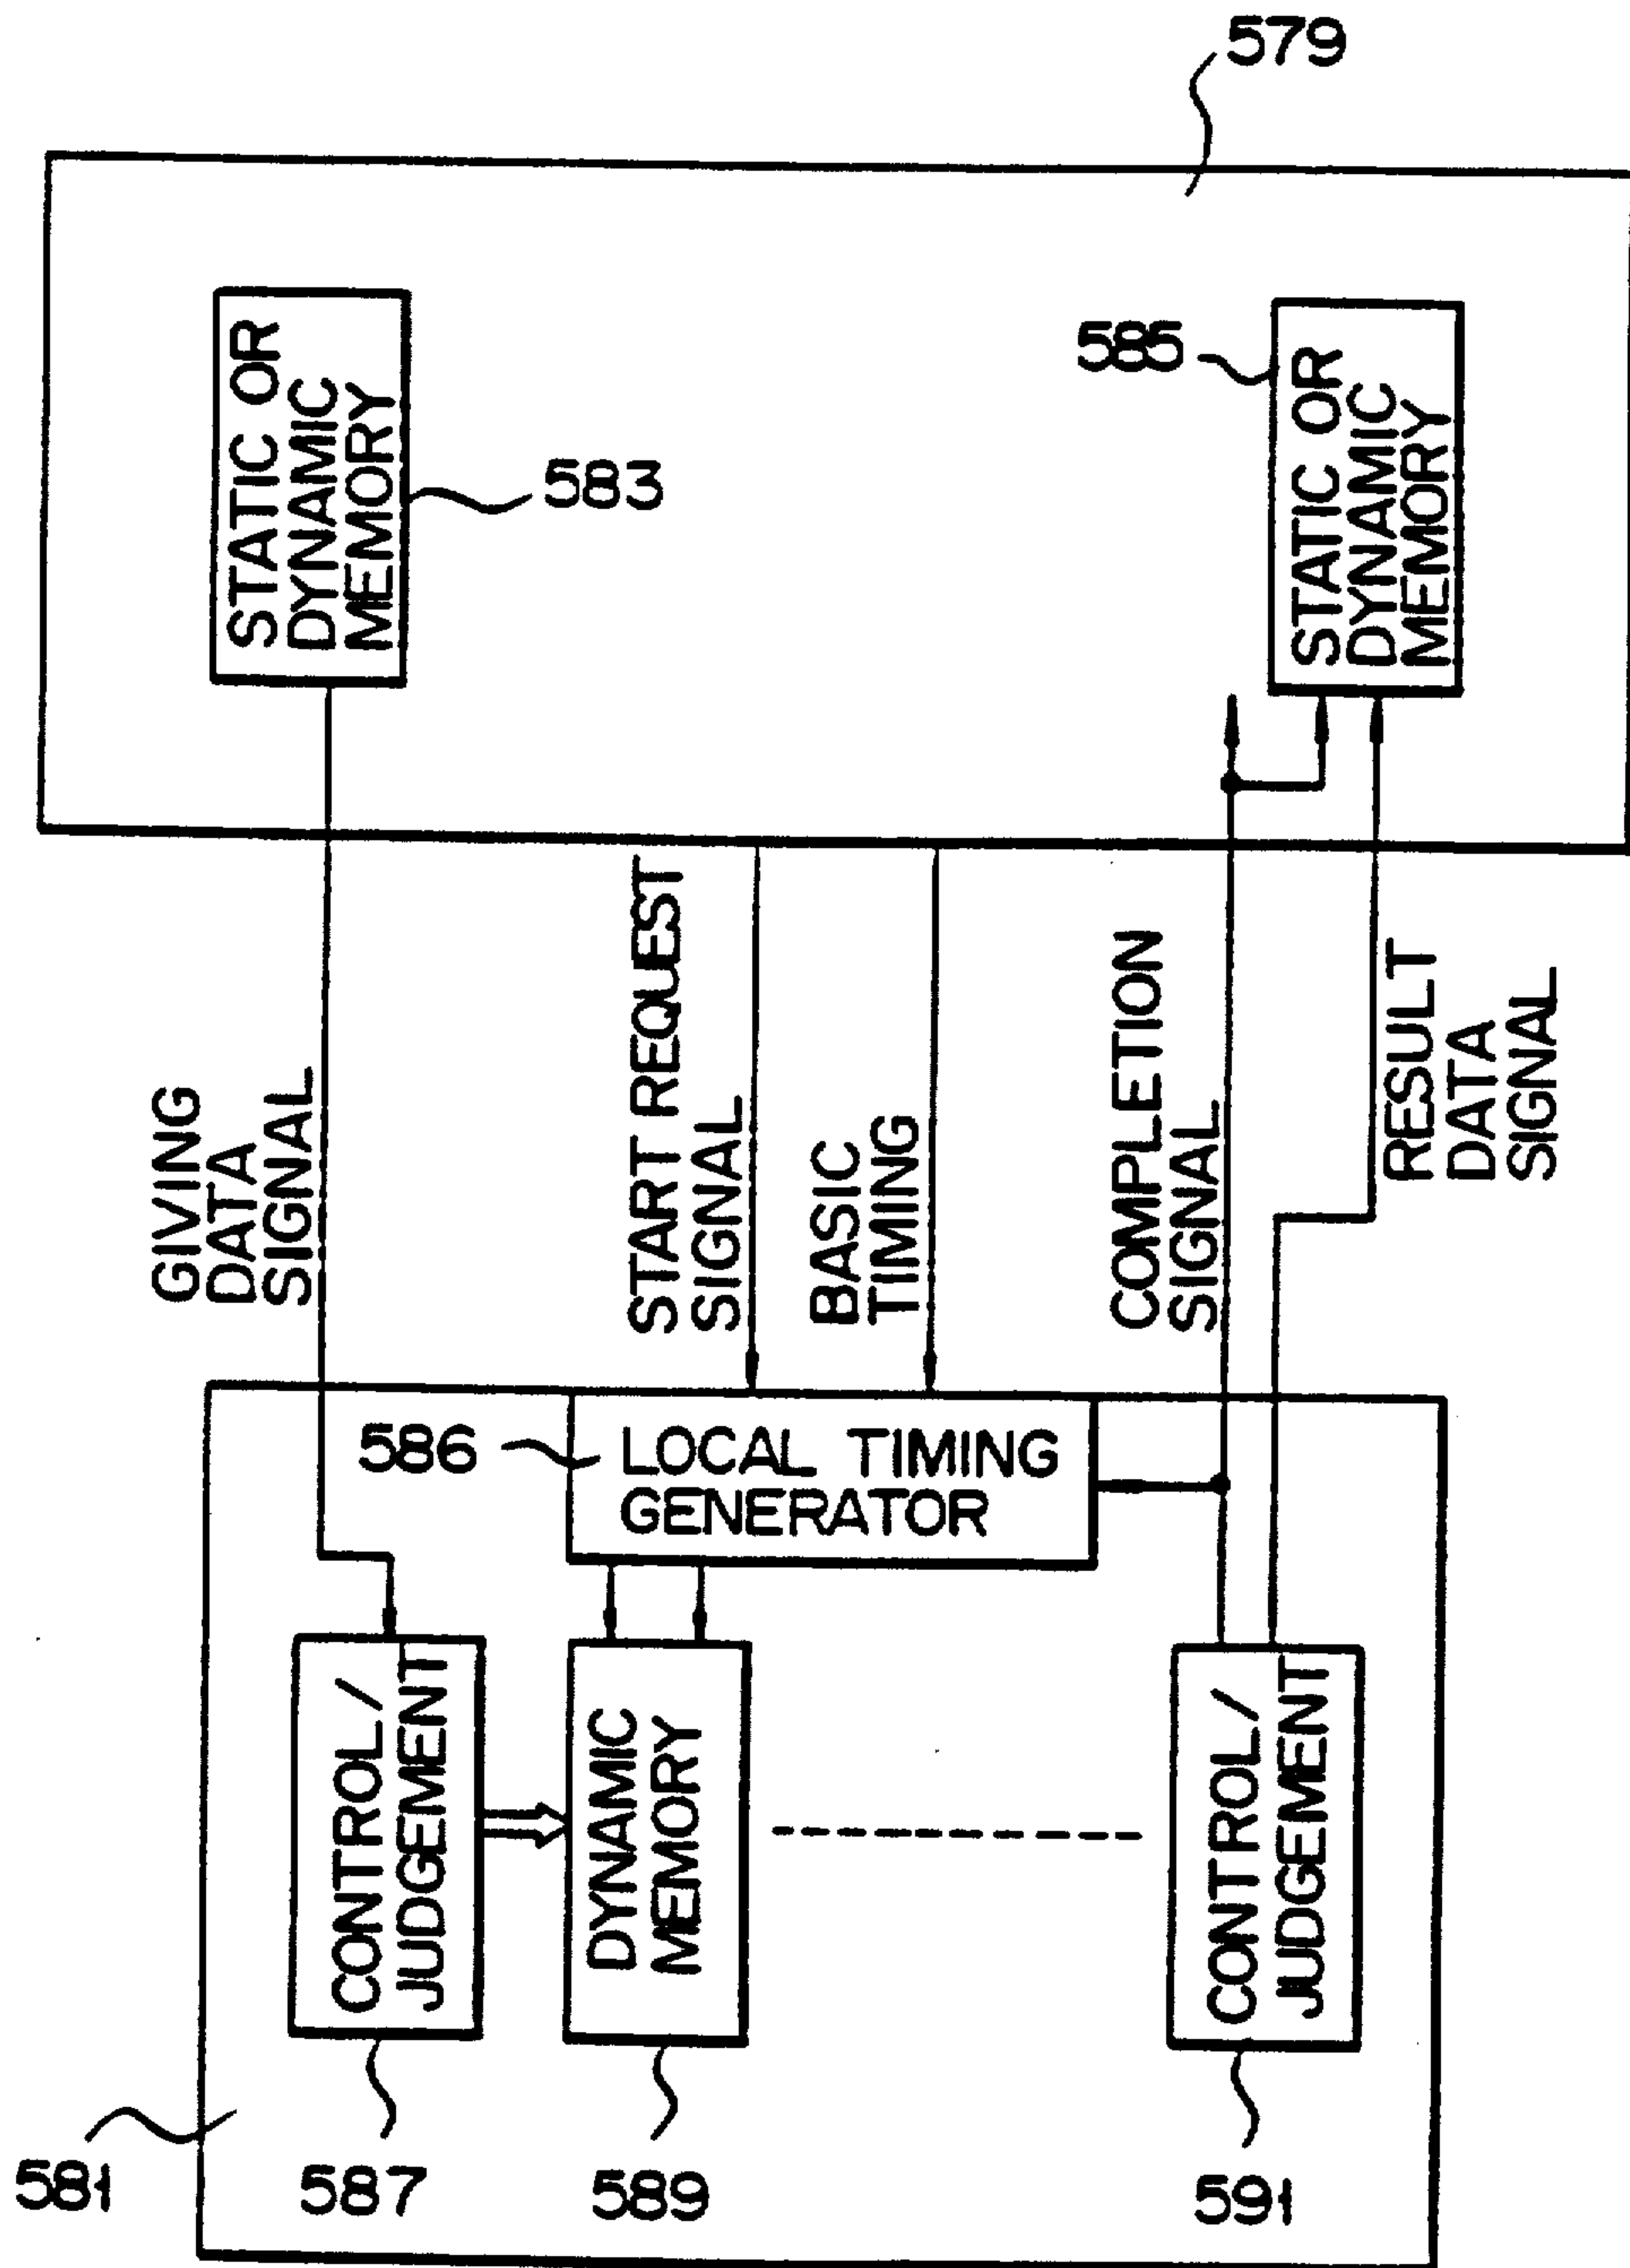 579
STATIC OR
DYNAMIC
MEMORY
583
585
STATIC OR
DYNAMIC
MEMORY
GIVING
DATA
SIGNAL
START REQUEST
SIGNAL
BASIC
TIMING
COMPLETION
SIGNAL
RESULT
DATA
SIGNAL
586
LOCAL TIMING
GENERATOR
CONTROL/
JUDGEMENT
DYNAMIC
MEMORY
CONTROL/
JUDGEMENT
581
587
589
591